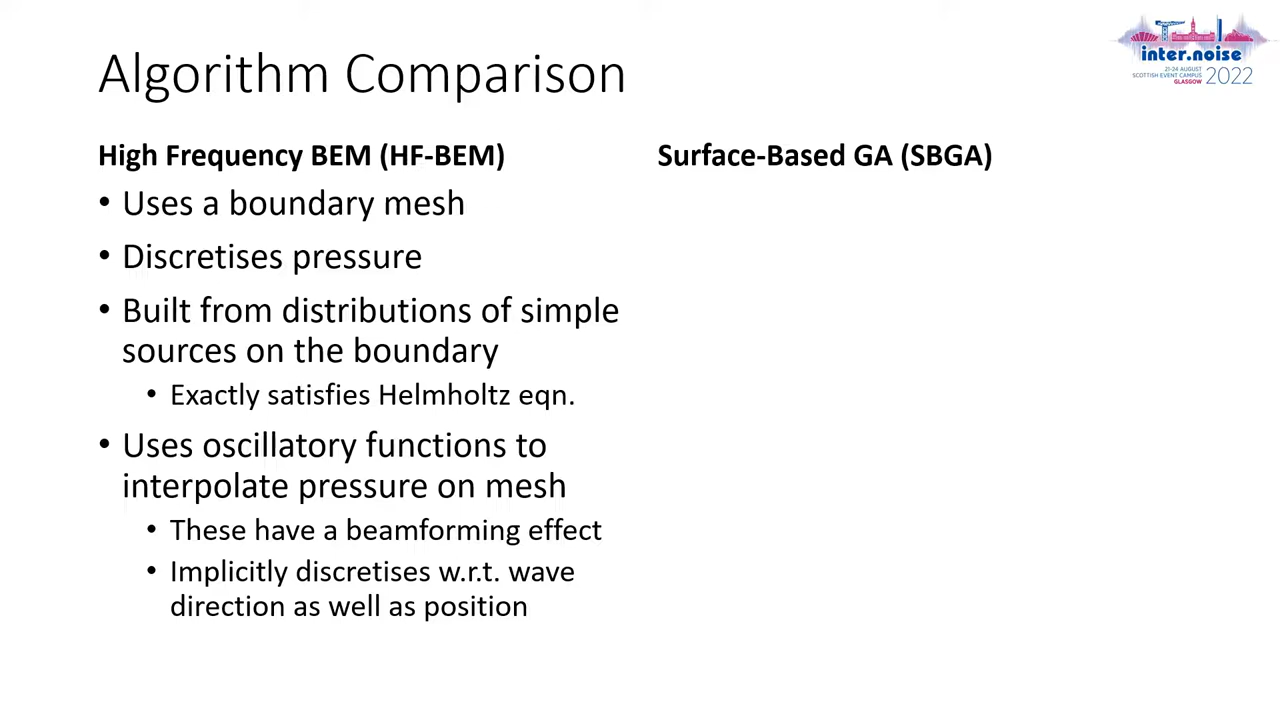 Algorithm Comparison
inter.noise
21-24 AUGUST
SCOTTISH EVENT CAMPUS
GLASGOW
2022
High Frequency BEM (HF-BEM)
• Uses a boundary mesh
• Discretises pressure
• Built from distributions of simple
sources on the boundary
• Exactly satisfies Helmholtz eqn.
• Uses oscillatory functions to
interpolate pressure on mesh
• These have a beamforming effect
• Implicitly discretises w.r.t. wave
direction as well as position
Surface-Based GA (SBGA)